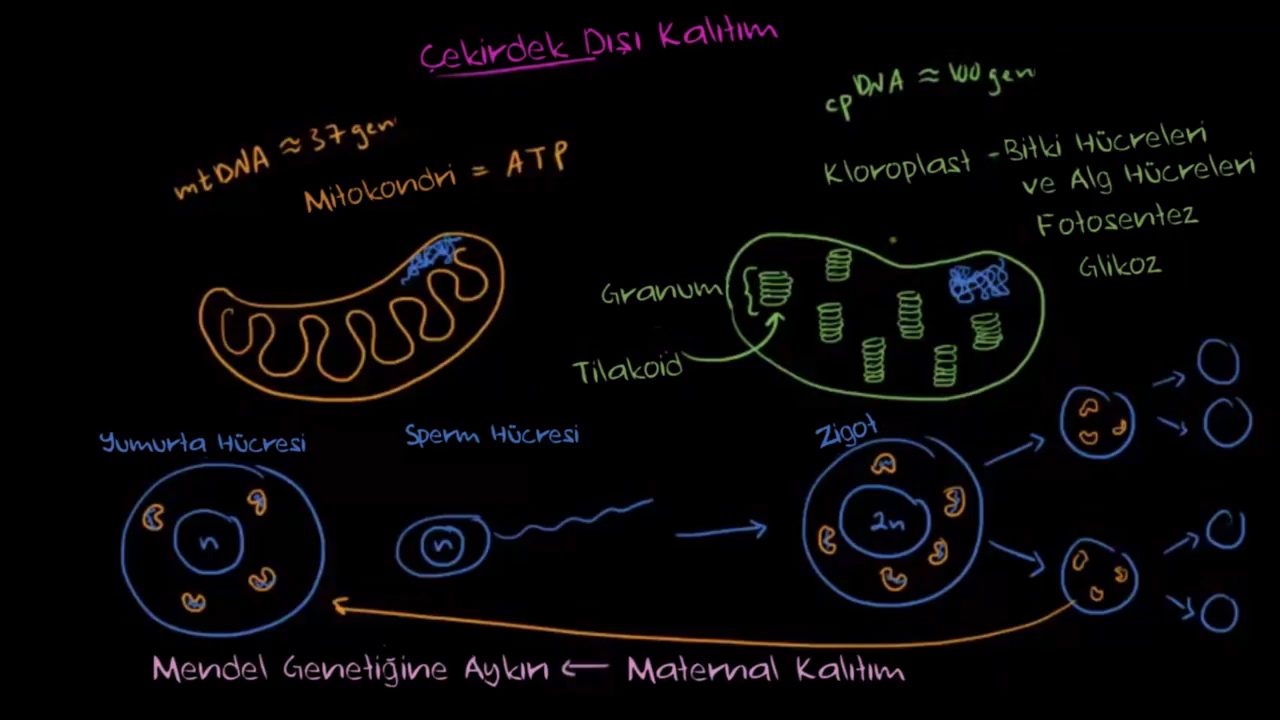 Çekirdek Dışı Kalıtım
mtDNA ≈ 37 gen
Mitokondri = ATP
cpDNA ≈ 100 gen
Kloroplast - Bitki Hücreleri
ve Alg Hücreleri
Fotosentez
Glikoz
Granum
Tilakoid
Yumurta Hücresi
Sperm Hücresi
Zigot
n
n
2n
Mendel Genetiğine Aykırı ← Maternal Kalıtım